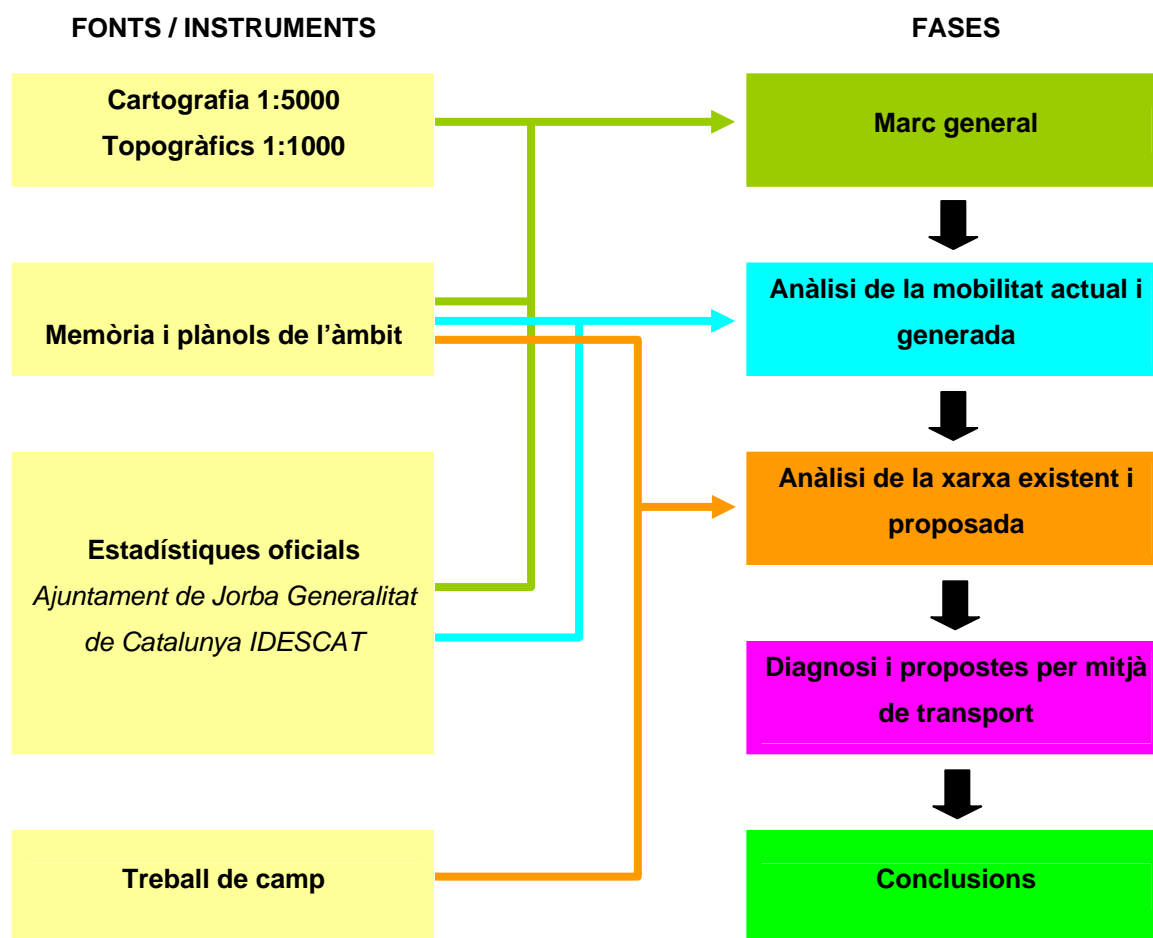 FONTS / INSTRUMENTS
FASES
Cartografia 1:5000
Topogràfics 1:1000
Marc general
Memòria i plànols de l'àmbit
Anàlisi de la mobilitat actual i
generada
Estadístiques oficials
Ajuntament de Jorba Generalitat
de Catalunya IDESCAT
Anàlisi de la xarxa existent i
proposada
Diagnosi i propostes per mitjà
de transport
Treball de camp
Conclusions